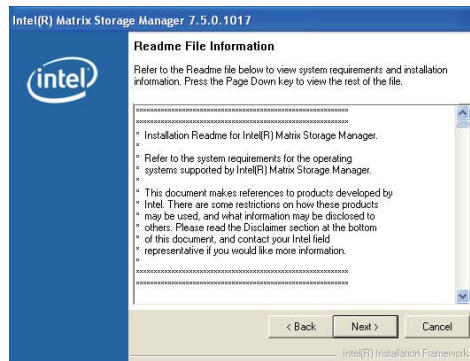 Intel(R) Matrix Storage Manager 7.5.0.1017
Readme File Information
intel
Refer to the Readme file below to view system requirements and installation
information. Press the Page Down key to view the rest of the file.
* Installation Readme for Intel(R) Matrix Storage Manager.
*
* Refer to the system requirements for the operating
* systems supported by Intel(R) Matrix Storage Manager.
*
* This document makes references to products developed by
* Intel. There are some restrictions on how these products
* may be used, and what information may be disclosed to
* others. Please read the Disclaimer section at the bottom
* of this document, and contact your Intel field
* representative if you would like more information.
*
< Back
Next >
Cancel
Intel(R) Installation Framework